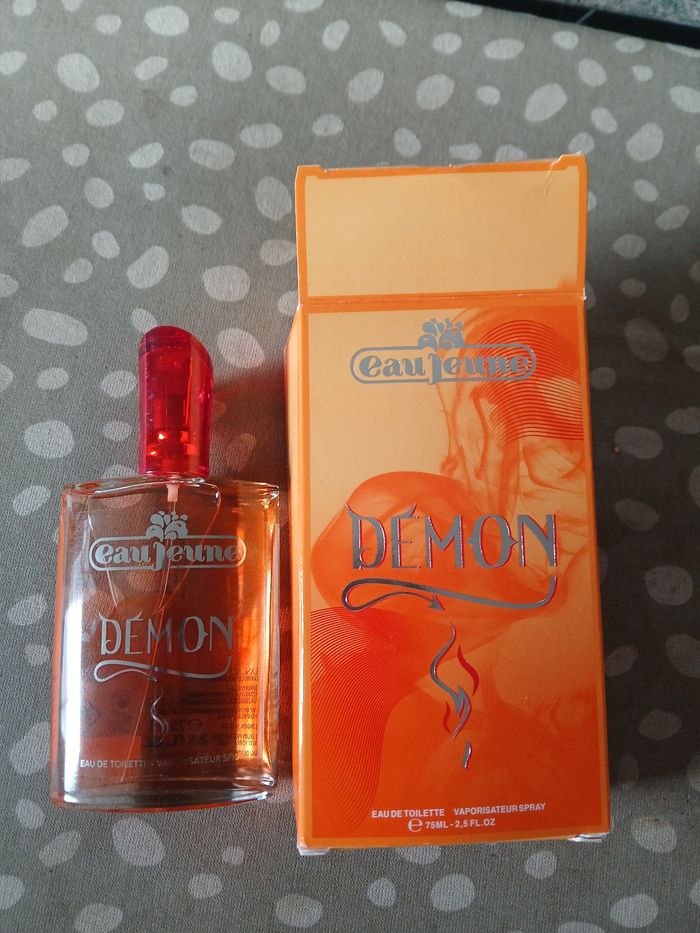 eau jeune
DÉMON
EAU DE TOILETTE - VAPORISATEUR
eau jeune
DÉMON
EAU DE TOILETTE VAPORISATEUR SPRAY
℮ 75ML - 2,5 FL.OZ